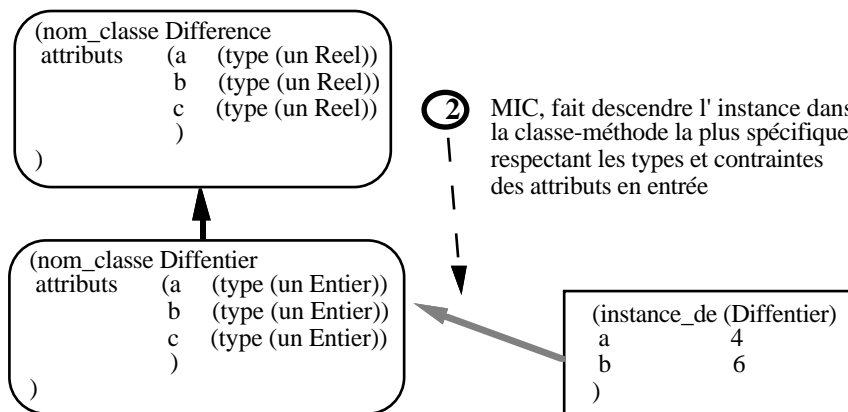 (nom_classe Difference
attributs (a (type (un Reel))
b (type (un Reel))
c (type (un Reel))
)
)
2 MIC, fait descendre l' instance dans
la classe-méthode la plus spécifique
respectant les types et contraintes
des attributs en entrée
(nom_classe Diffentier
attributs (a (type (un Entier))
b (type (un Entier))
c (type (un Entier))
)
)
(instance_de (Diffentier)
a 4
b 6
)